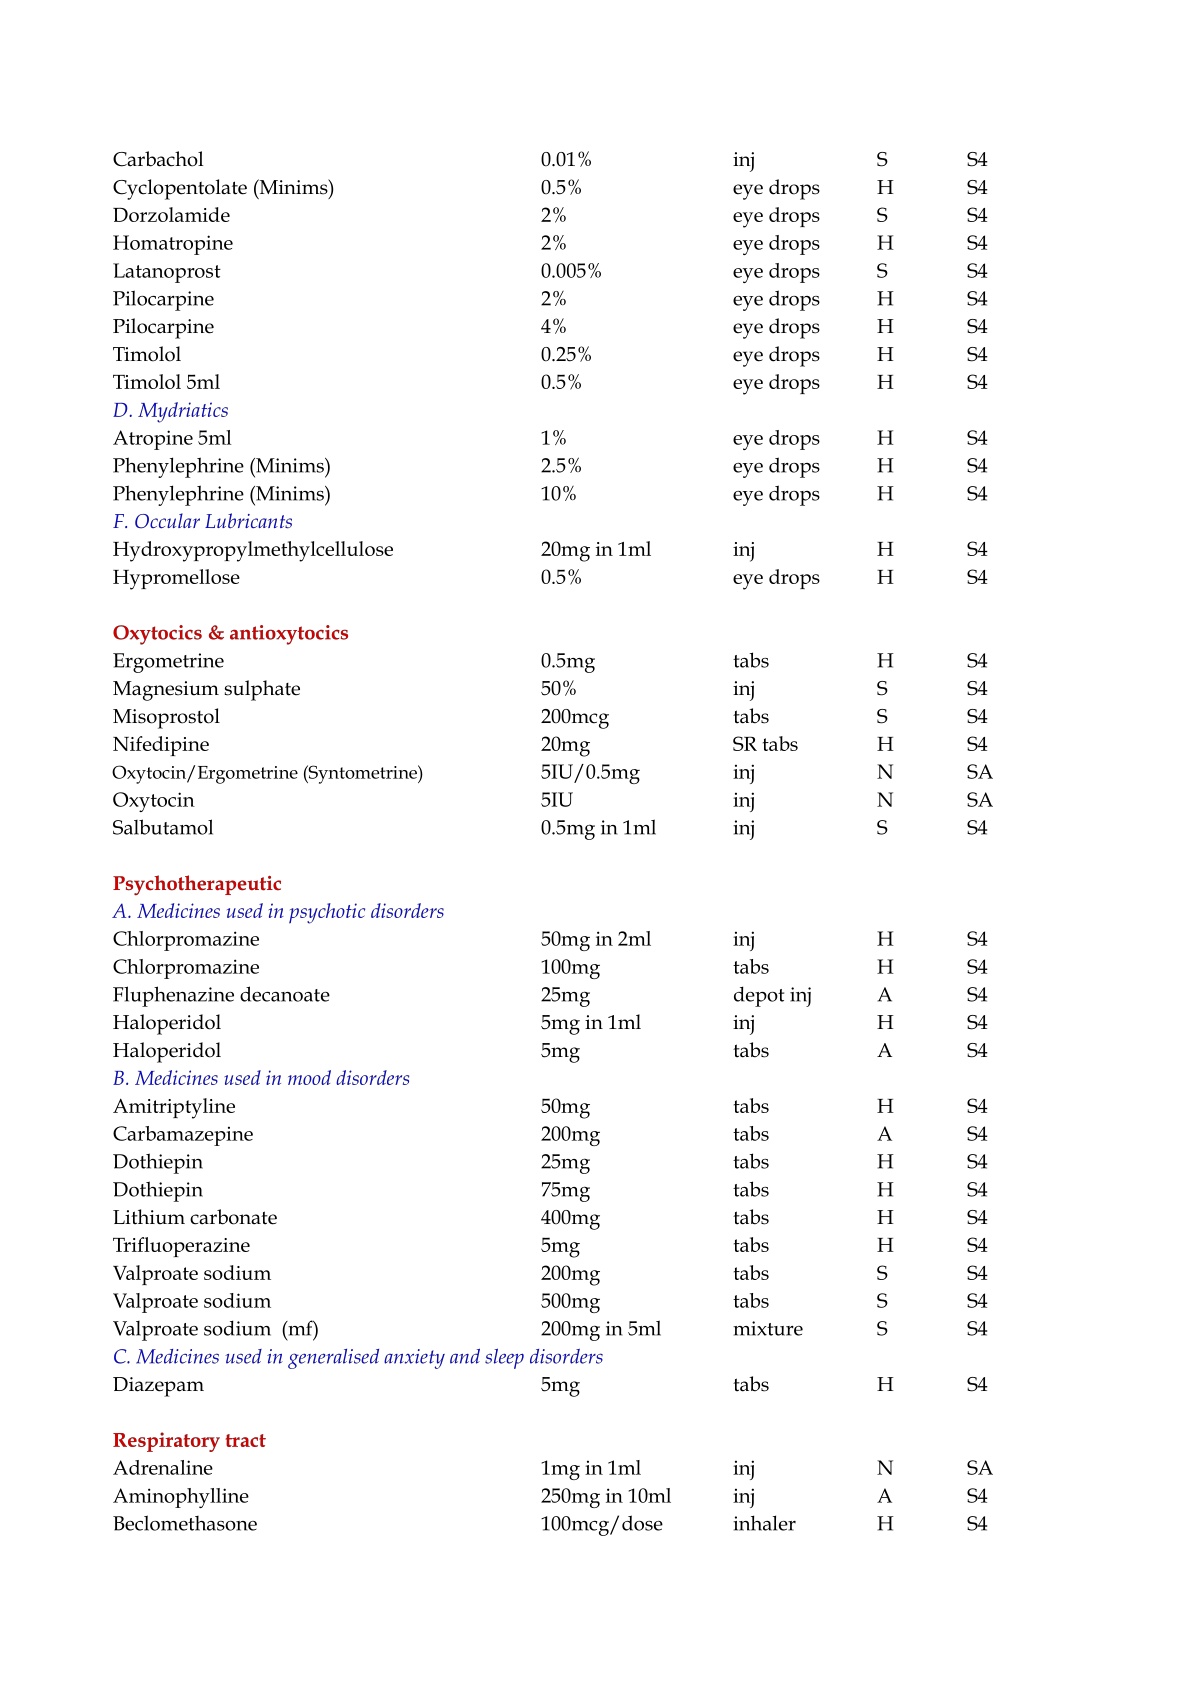 Carbachol 0.01% inj S S4
Cyclopentolate (Minims) 0.5% eye drops H S4
Dorzolamide 2% eye drops S S4
Homatropine 2% eye drops H S4
Latanoprost 0.005% eye drops S S4
Pilocarpine 2% eye drops H S4
Pilocarpine 4% eye drops H S4
Timolol 0.25% eye drops H S4
Timolol 5ml 0.5% eye drops H S4
D. Mydriatics
Atropine 5ml 1% eye drops H S4
Phenylephrine (Minims) 2.5% eye drops H S4
Phenylephrine (Minims) 10% eye drops H S4
F. Occular Lubricants
Hydroxypropylmethylcellulose 20mg in 1ml inj H S4
Hypromellose 0.5% eye drops H S4
Oxytocics & antioxytocics
Ergometrine 0.5mg tabs H S4
Magnesium sulphate 50% inj S S4
Misoprostol 200mcg tabs S S4
Nifedipine 20mg SR tabs H S4
Oxytocin/Ergometrine (Syntometrine) 5IU/0.5mg inj N SA
Oxytocin 5IU inj N SA
Salbutamol 0.5mg in 1ml inj S S4
Psychotherapeutic
A. Medicines used in psychotic disorders
Chlorpromazine 50mg in 2ml inj H S4
Chlorpromazine 100mg tabs H S4
Fluphenazine decanoate 25mg depot inj A S4
Haloperidol 5mg in 1ml inj H S4
Haloperidol 5mg tabs A S4
B. Medicines used in mood disorders
Amitriptyline 50mg tabs H S4
Carbamazepine 200mg tabs A S4
Dothiepin 25mg tabs H S4
Dothiepin 75mg tabs H S4
Lithium carbonate 400mg tabs H S4
Trifluoperazine 5mg tabs H S4
Valproate sodium 200mg tabs S S4
Valproate sodium 500mg tabs S S4
Valproate sodium (mf) 200mg in 5ml mixture S S4
C. Medicines used in generalised anxiety and sleep disorders
Diazepam 5mg tabs H S4
Respiratory tract
Adrenaline 1mg in 1ml inj N SA
Aminophylline 250mg in 10ml inj A S4
Beclomethasone 100mcg/dose inhaler H S4